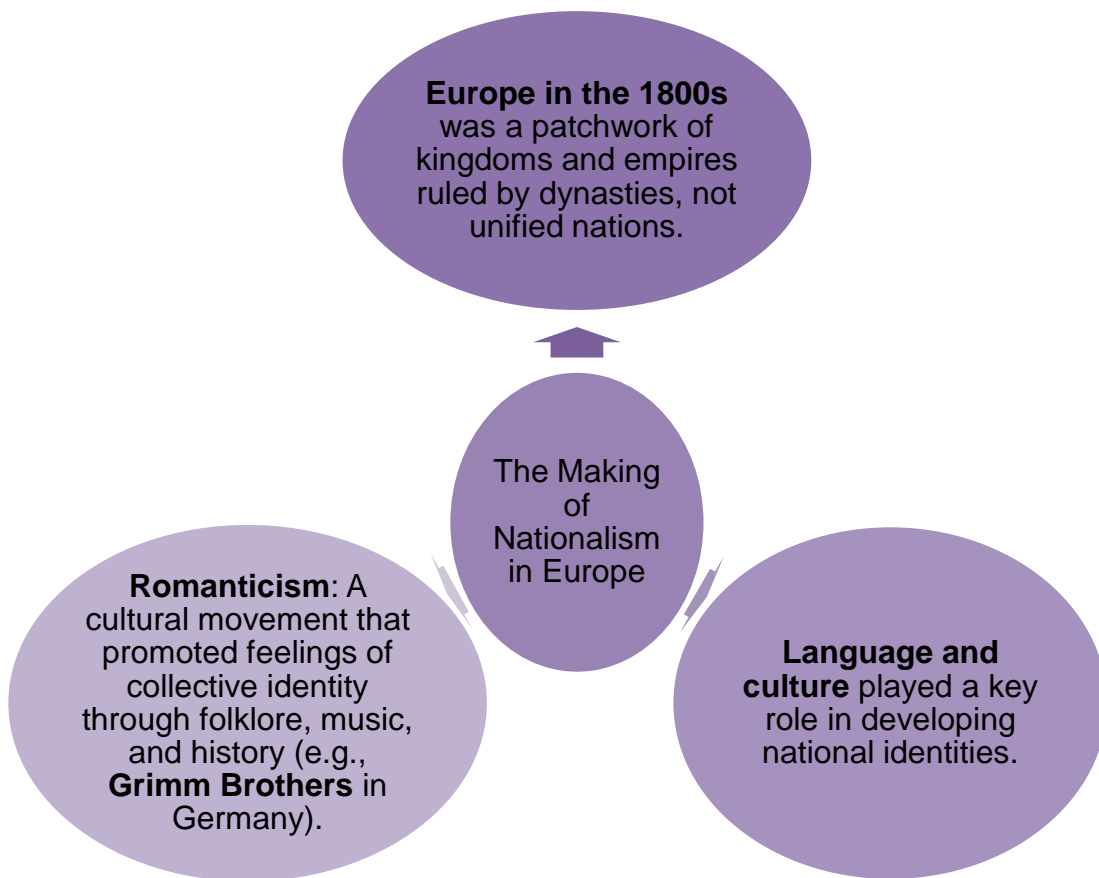 Europe in the 1800s
was a patchwork of
kingdoms and empires
ruled by dynasties, not
unified nations.
The Making
of
Nationalism
in Europe
Romanticism: A
cultural movement that
promoted feelings of
collective identity
through folklore, music,
and history (e.g.,
Grimm Brothers in
Germany).
Language and
culture played a key
role in developing
national identities.